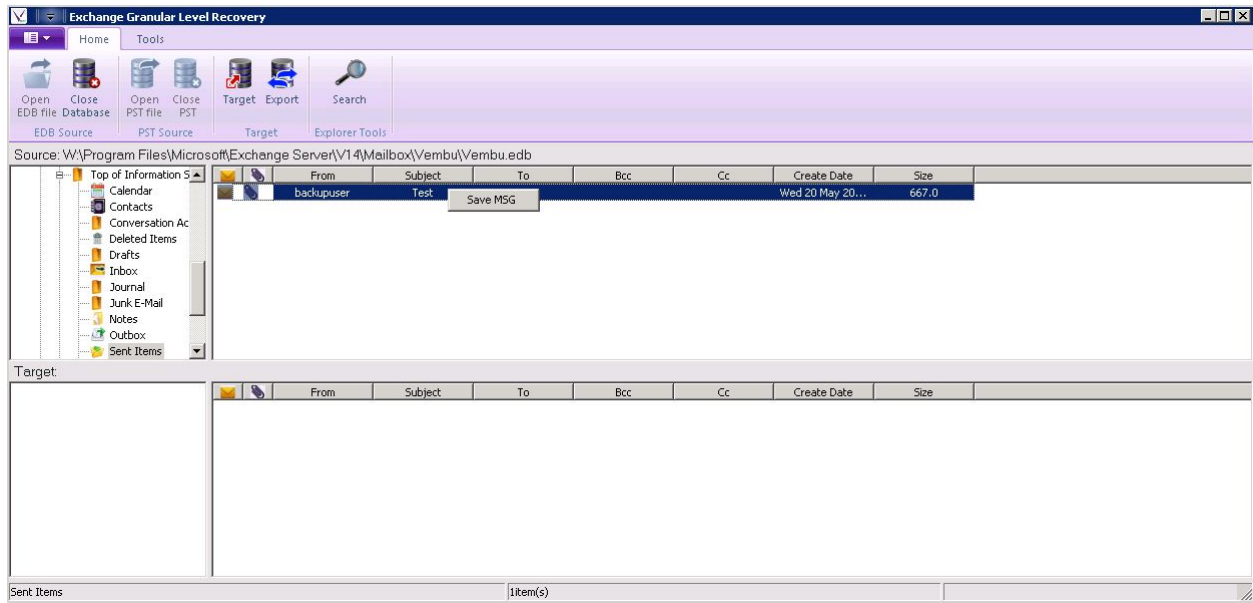 Exchange Granular Level Recovery
Home Tools
Open EDB file Close Database Open PST file Close PST Target Export Search
EDB Source PST Source Target Explorer Tools
Source: W:\Program Files\Microsoft\Exchange Server\V14\Mailbox\Vembu\Vembu.edb
Top of Information S
From Subject To Bcc Cc Create Date Size
backupuser Test Wed 20 May 20... 667.0
Save MSG
Calendar
Contacts
Conversation Ac
Deleted Items
Drafts
Inbox
Journal
Junk E-Mail
Notes
Outbox
Sent Items
Target:
From Subject To Bcc Cc Create Date Size
Sent Items 1item(s)